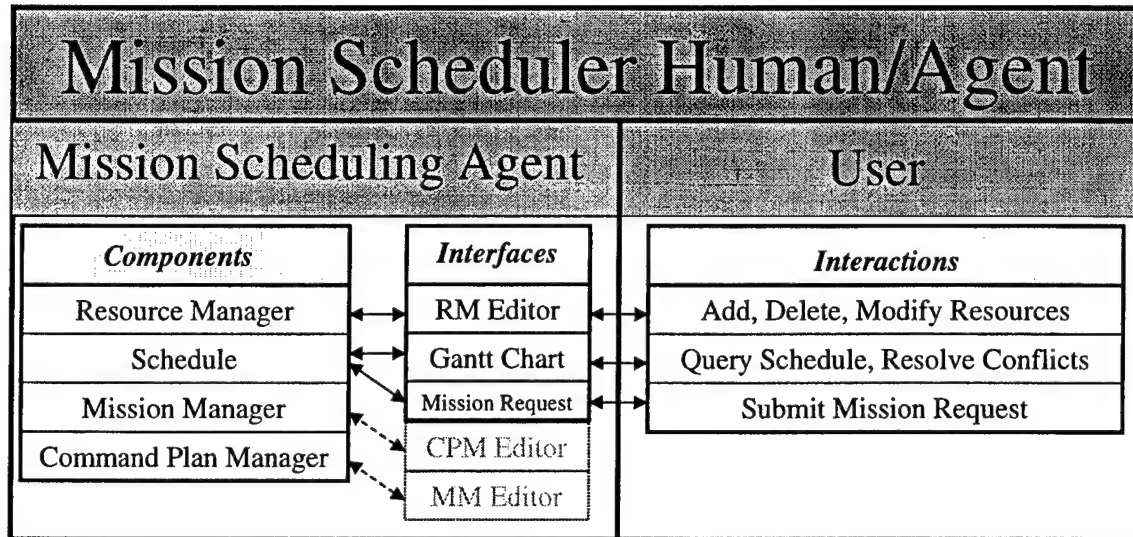 Mission Scheduler Human/Agent
Mission Scheduling Agent
User
Components
Resource Manager
Schedule
Mission Manager
Command Plan Manager
Interfaces
RM Editor
Gantt Chart
Mission Request
CPM Editor
MM Editor
Interactions
Add, Delete, Modify Resources
Query Schedule, Resolve Conflicts
Submit Mission Request